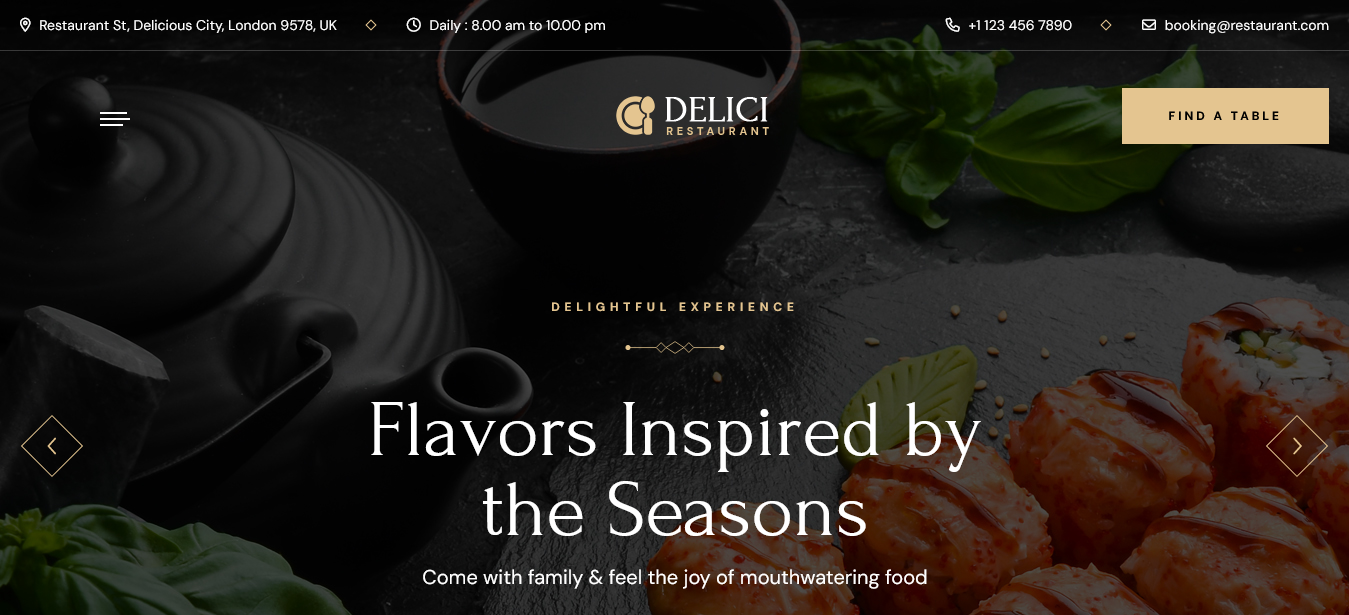 Restaurant St, Delicious City, London 9578, UK
Daily : 8.00 am to 10.00 pm
+1 123 456 7890
booking@restaurant.com
DELICI
RESTAURANT
FIND A TABLE
DELIGHTFUL EXPERIENCE
Flavors Inspired by
the Seasons
Come with family & feel the joy of mouthwatering food